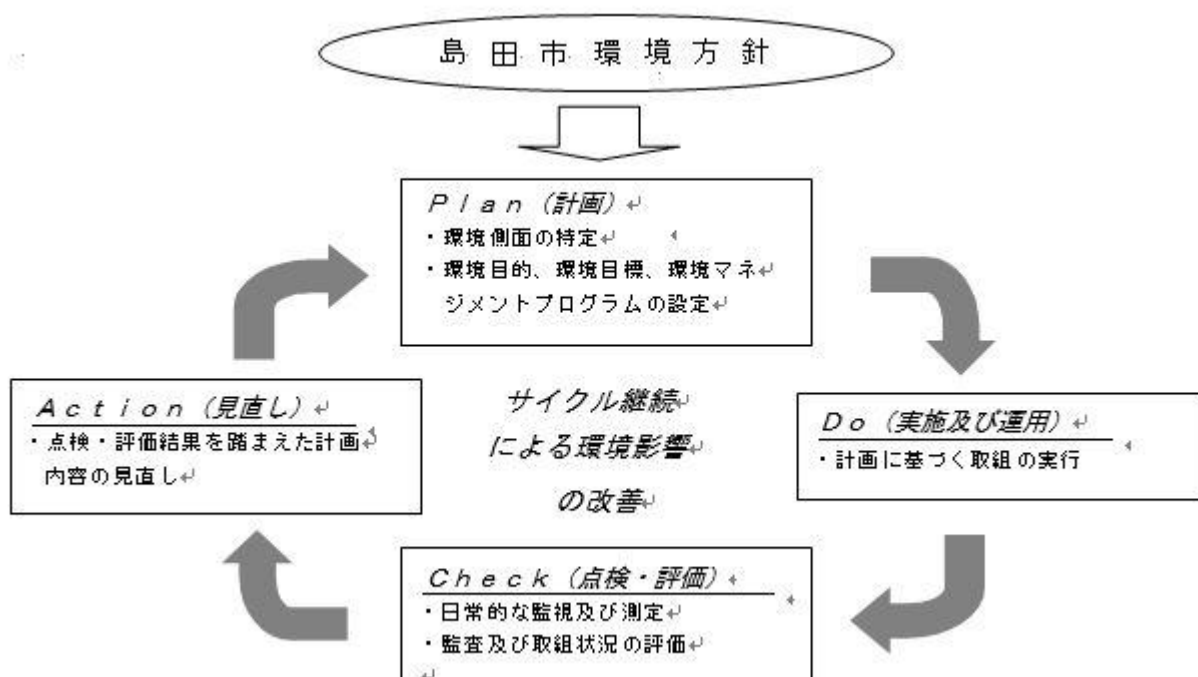 島田市環境方針
Plan（計画）
・環境側面の特定
・環境目的、環境目標、環境マネ
ジメントプログラムの設定
Action（見直し）
・点検・評価結果を踏まえた計画
内容の見直し
サイクル継続
による環境影響
の改善
Do（実施及び運用）
・計画に基づく取組の実行
Check（点検・評価）
・日常的な監視及び測定
・監査及び取組状況の評価